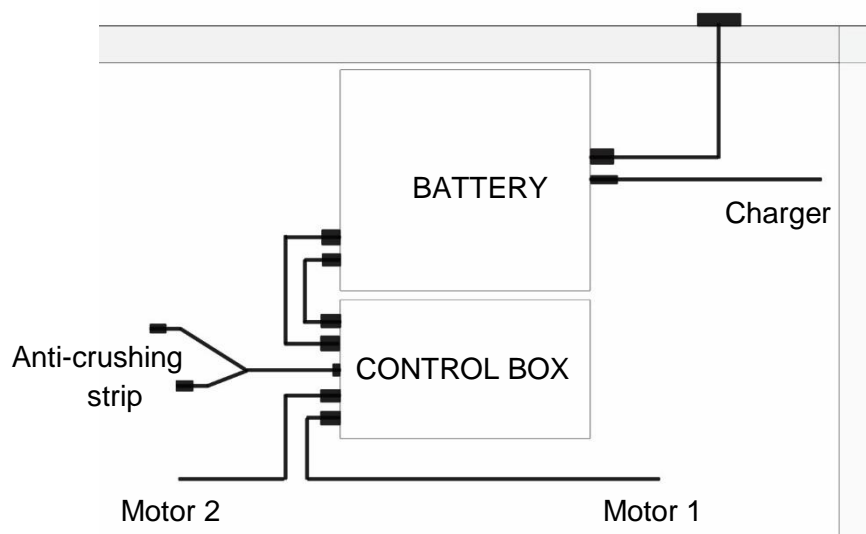 BATTERY
Charger
Anti-crushing
strip
CONTROL BOX
Motor 2
Motor 1